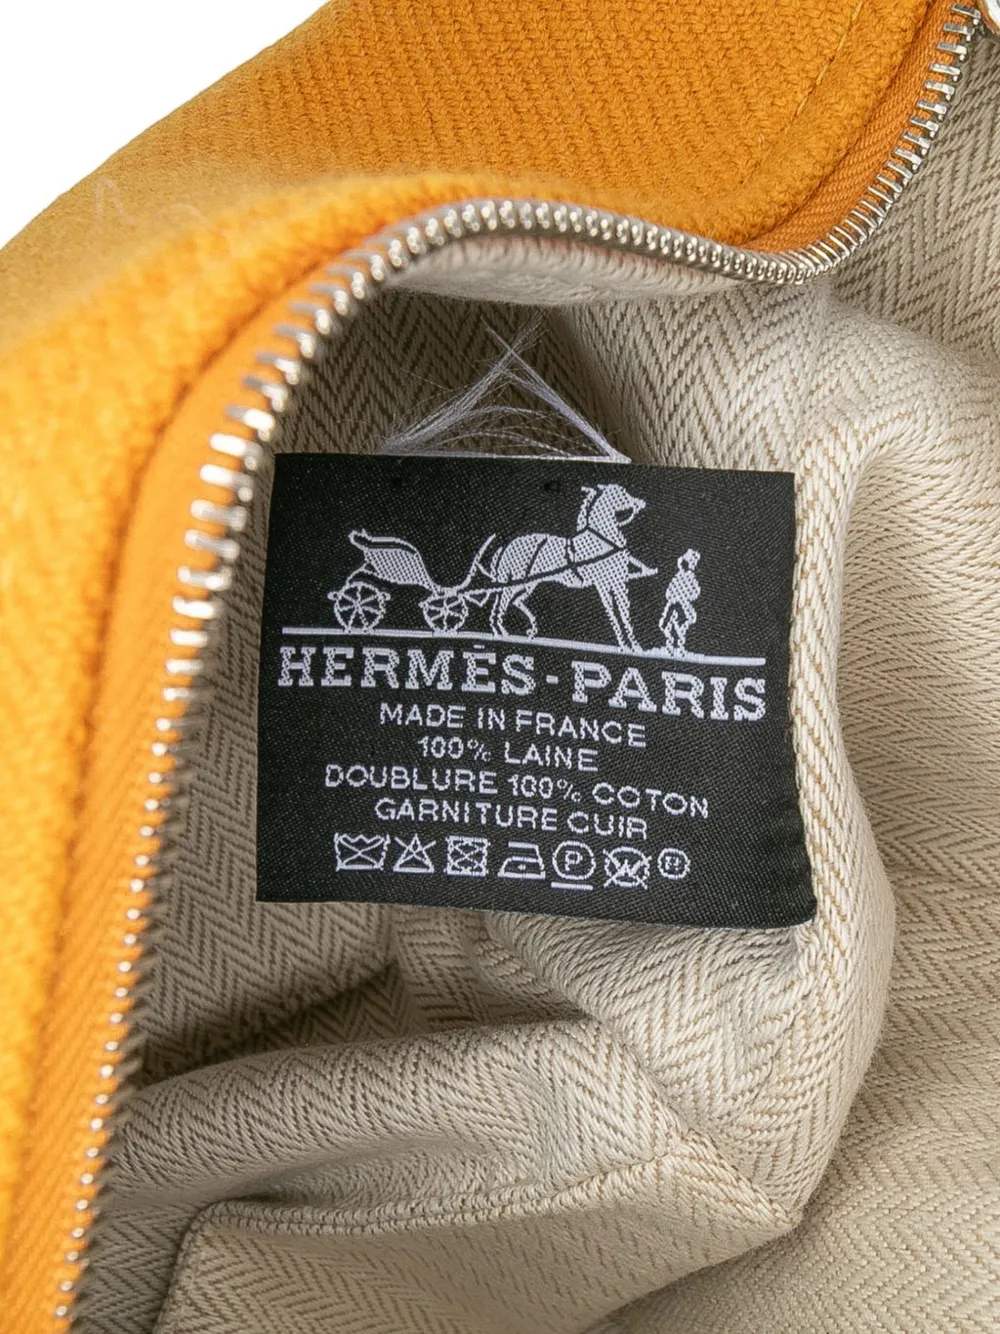 HERMÈS-PARIS
MADE IN FRANCE
100% LAINE
DOUBLURE 100% COTON
GARNITURE CUIR
P W H